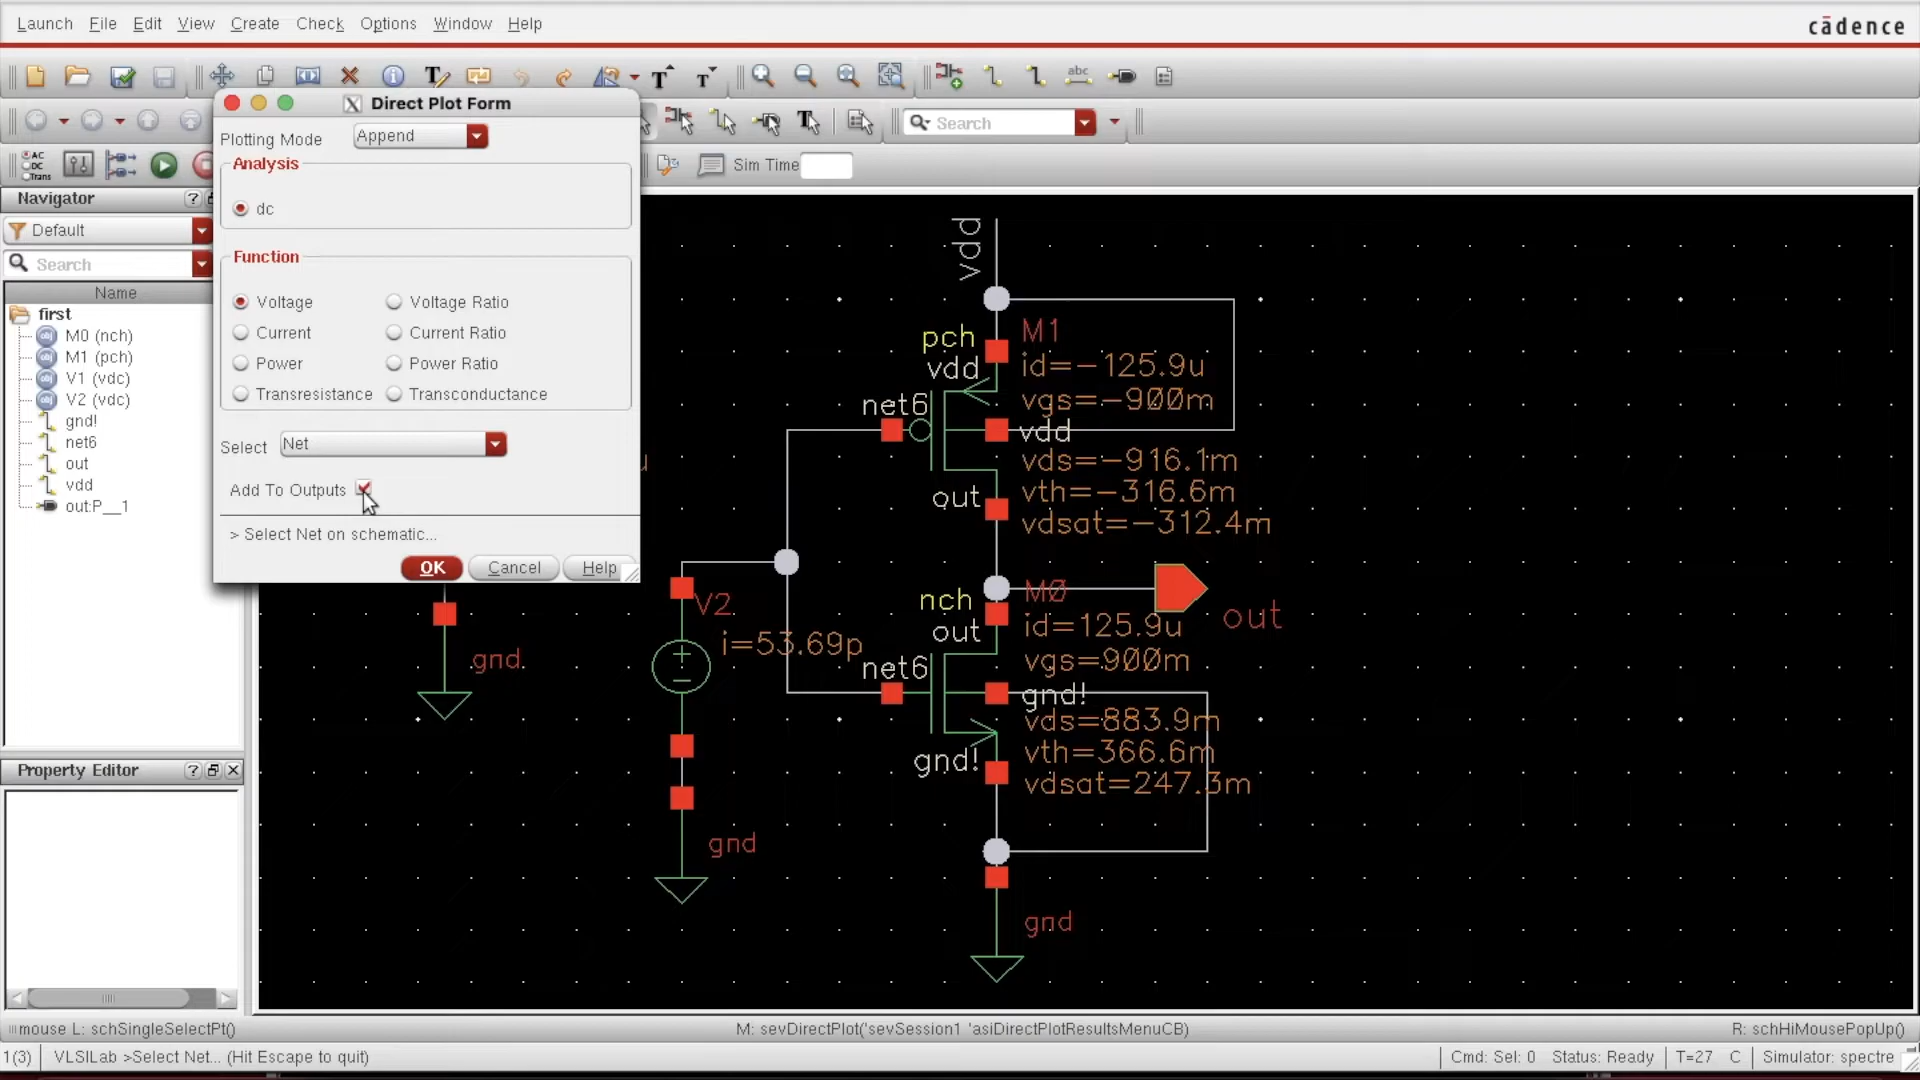 Launch File Edit View Create Check Options Window Help
cādence
Direct Plot Form
Plotting Mode Append
Analysis
dc
Function
Voltage Voltage Ratio
Current Current Ratio
Power Power Ratio
Transresistance Transconductance
Select Net
Add To Outputs
> Select Net on schematic...
OK Cancel Help
abc
Search
AC
DC
Trans
Sim Time
Navigator
Default
Search
Name
first
M0 (nch)
M1 (pch)
V1 (vdc)
V2 (vdc)
gnd!
net6
out
vdd
out:P__1
Property Editor
vdd
pch
M1
vdd
id=-125.9u
vgs=-900m
net6
vdd
vds=-916.1m
vth=-316.6m
vdsat=-312.4m
out
nch
M0
out
id=125.9u
out
vgs=900m
net6
gnd!
vds=883.9m
vth=366.6m
vdsat=247.3m
gnd!
V2
i=53.69p
gnd
gnd
gnd
mouse L: schSingleSelectPt()
M: sevDirectPlot('sevSession1 'asiDirectPlotResultsMenuCB)
R: schHiMousePopUp()
1(3) VLSILab >Select Net... (Hit Escape to quit)
Cmd: Sel: 0 Status: Ready T=27 C Simulator: spectre